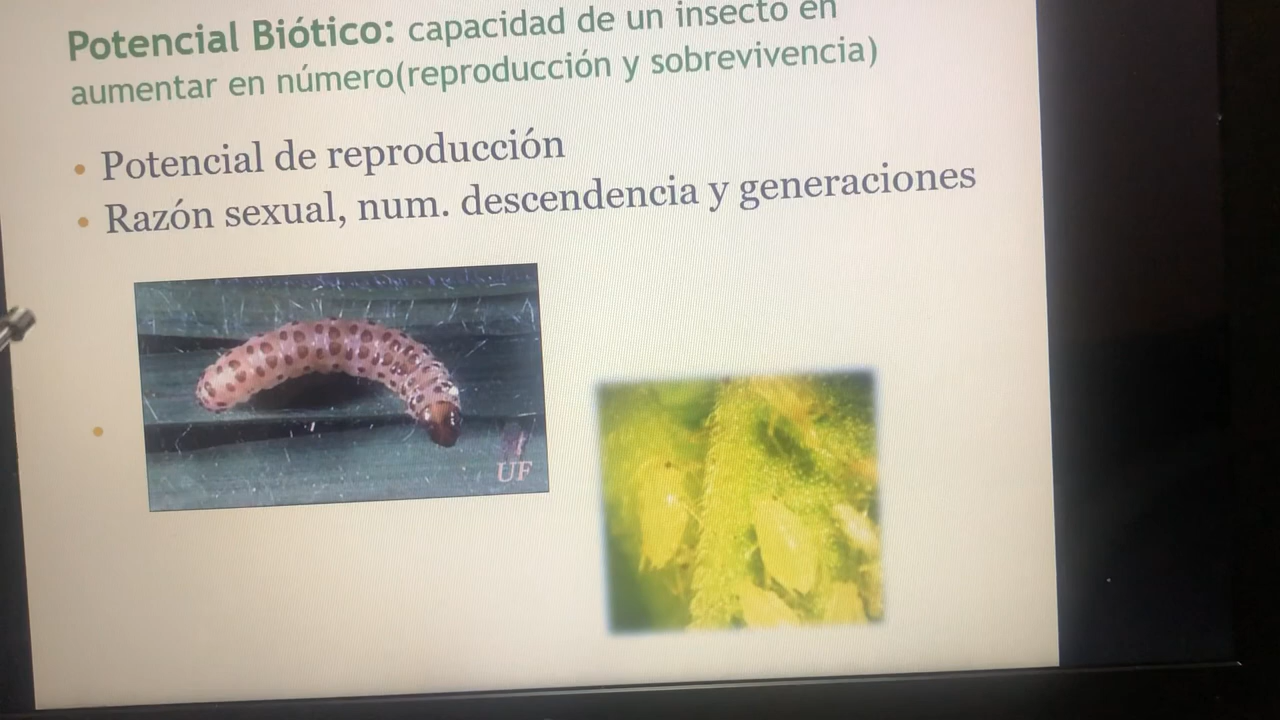 Potencial Biótico: capacidad de un insecto en
aumentar en número(reproducción y sobrevivencia)
• Potencial de reproducción
• Razón sexual, num. descendencia y generaciones
•
UF